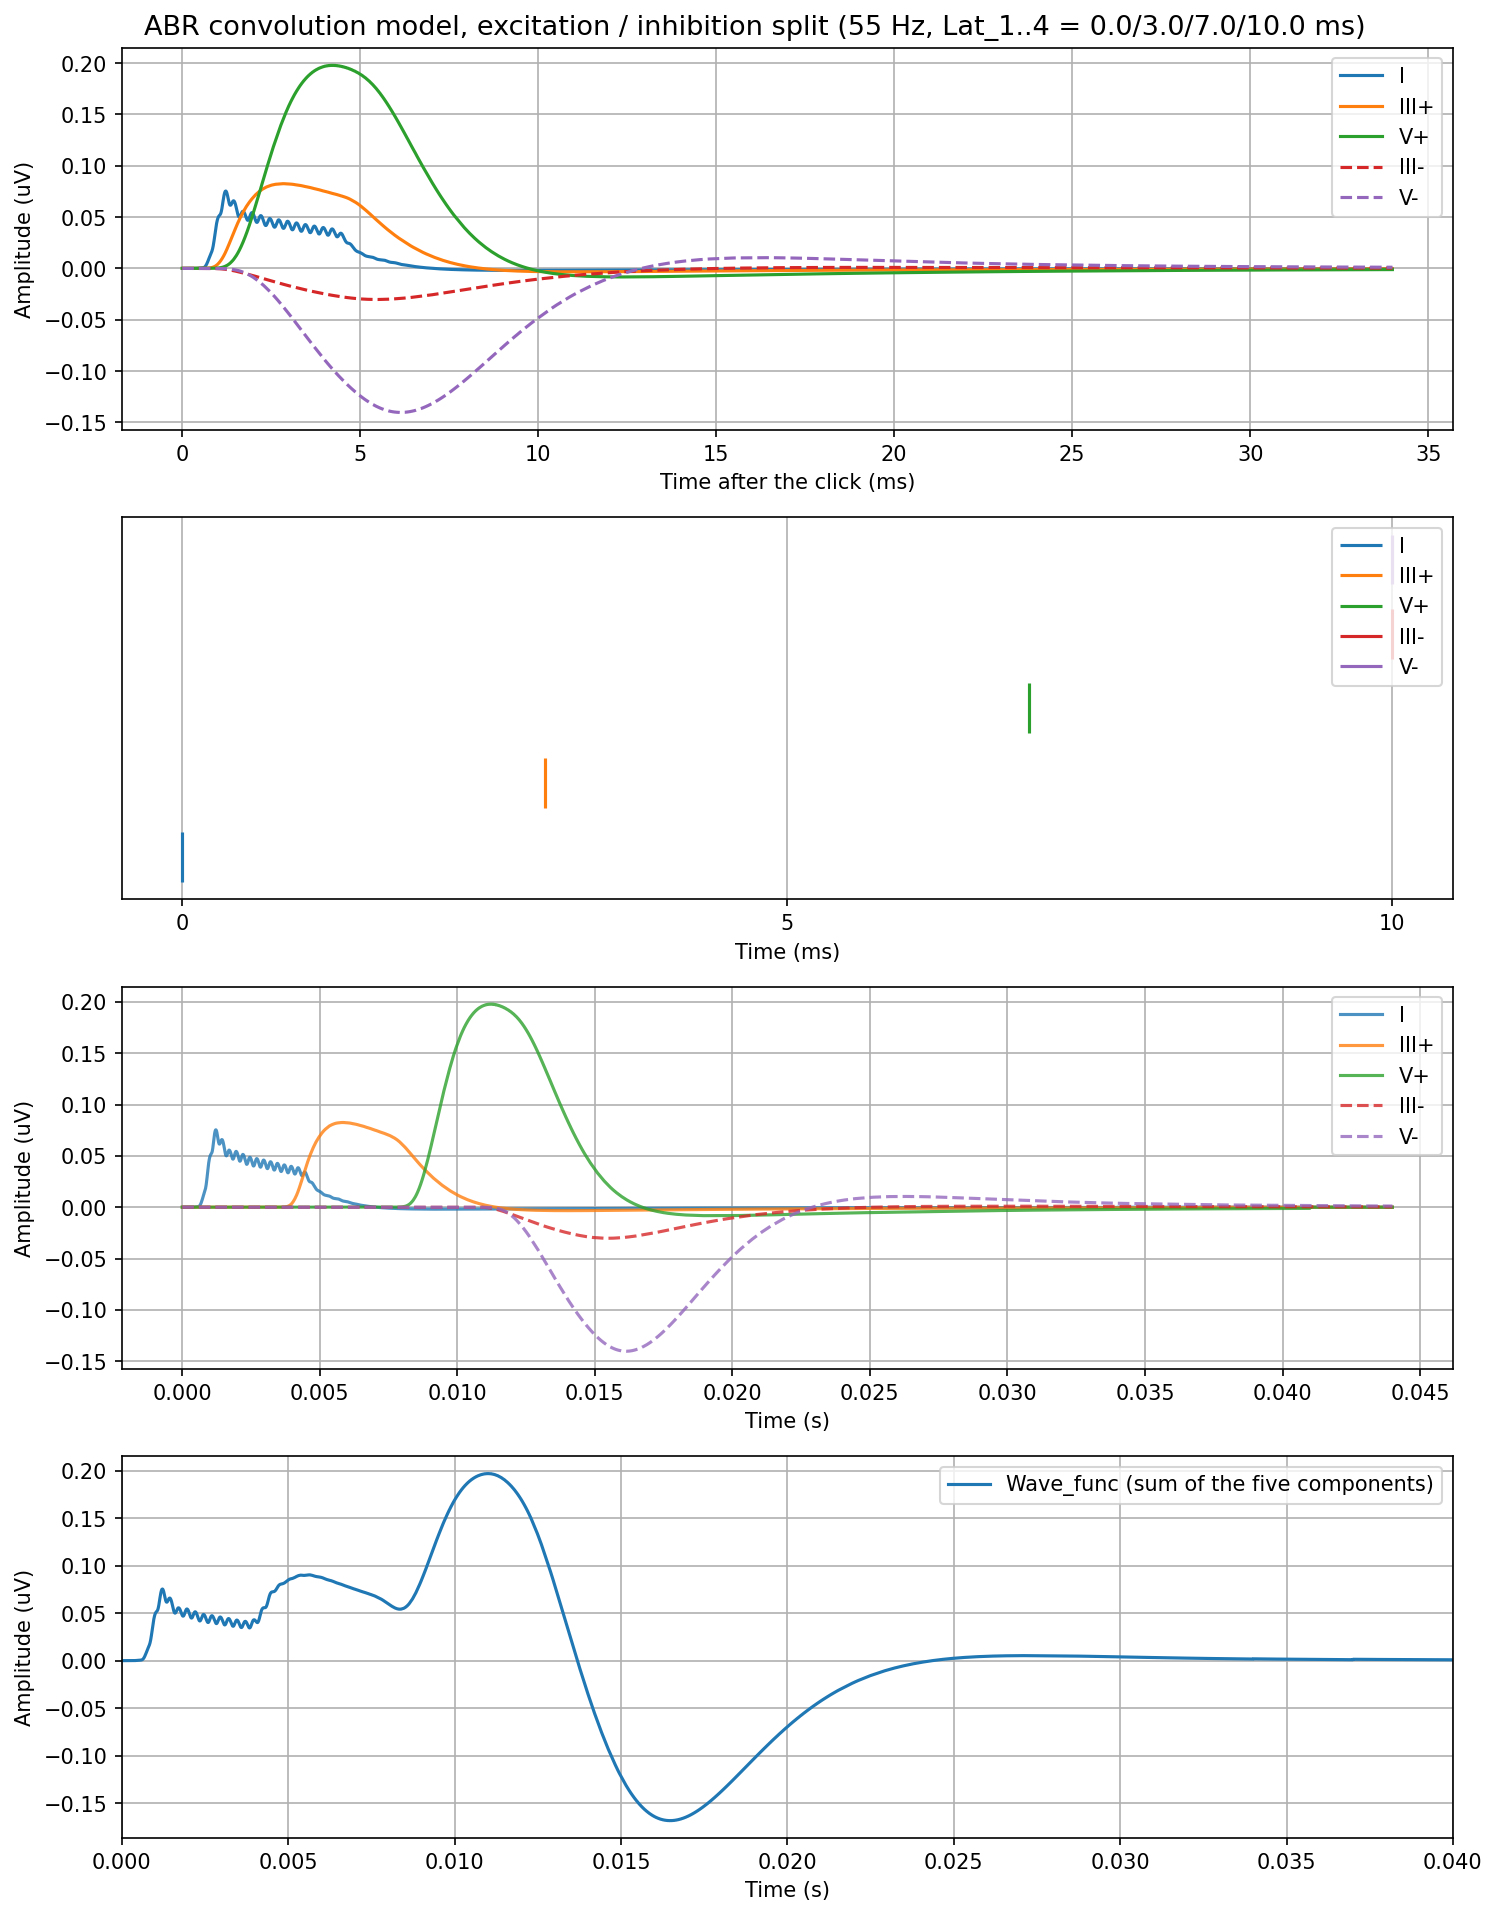 ABR convolution model, excitation / inhibition split (55 Hz, Lat_1..4 = 0.0/3.0/7.0/10.0 ms)
Amplitude (uV)
0.20
0.15
0.10
0.05
0.00
−0.05
−0.10
−0.15
I
III+
V+
III-
V-
0 5 10 15 20 25 30 35
Time after the click (ms)
I
III+
V+
III-
V-
0 5 10
Time (ms)
Amplitude (uV)
0.20
0.15
0.10
0.05
0.00
−0.05
−0.10
−0.15
I
III+
V+
III-
V-
0.000 0.005 0.010 0.015 0.020 0.025 0.030 0.035 0.040 0.045
Time (s)
Amplitude (uV)
0.20
0.15
0.10
0.05
0.00
−0.05
−0.10
−0.15
Wave_func (sum of the five components)
0.000 0.005 0.010 0.015 0.020 0.025 0.030 0.035 0.040
Time (s)